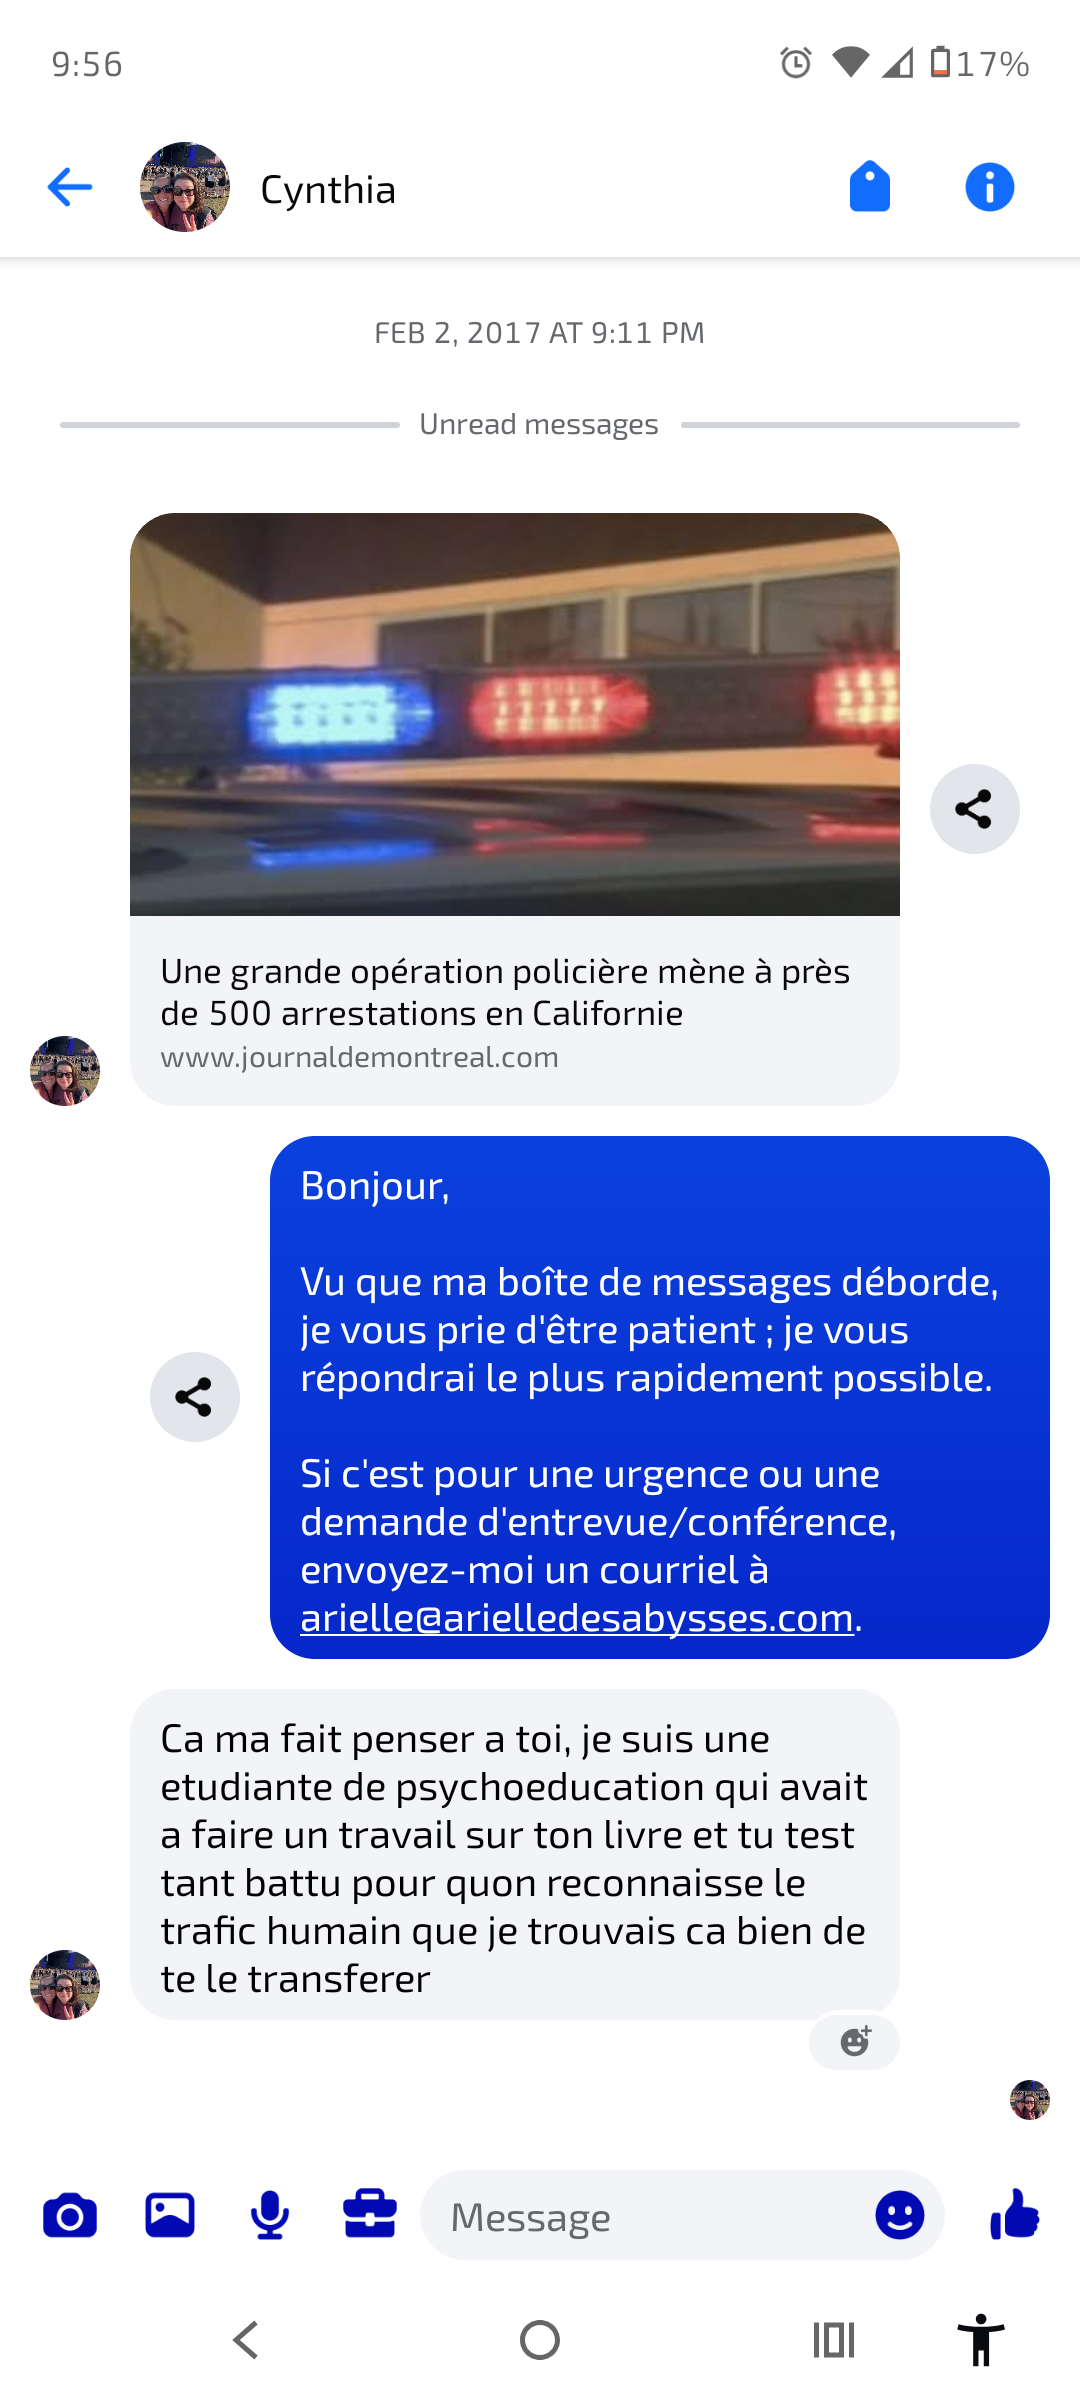 9:56
17%
Cynthia
FEB 2, 2017 AT 9:11 PM
Unread messages
Une grande opération policière mène à près
de 500 arrestations en Californie
www.journaldemontreal.com
Bonjour,
Vu que ma boîte de messages déborde,
je vous prie d'être patient ; je vous
répondrai le plus rapidement possible.
Si c'est pour une urgence ou une
demande d'entrevue/conférence,
envoyez-moi un courriel à
arielle@arielledesabysses.com.
Ca ma fait penser a toi, je suis une
etudiante de psychoeducation qui avait
a faire un travail sur ton livre et tu test
tant battu pour quon reconnaisse le
trafic humain que je trouvais ca bien de
te le transferer
Message